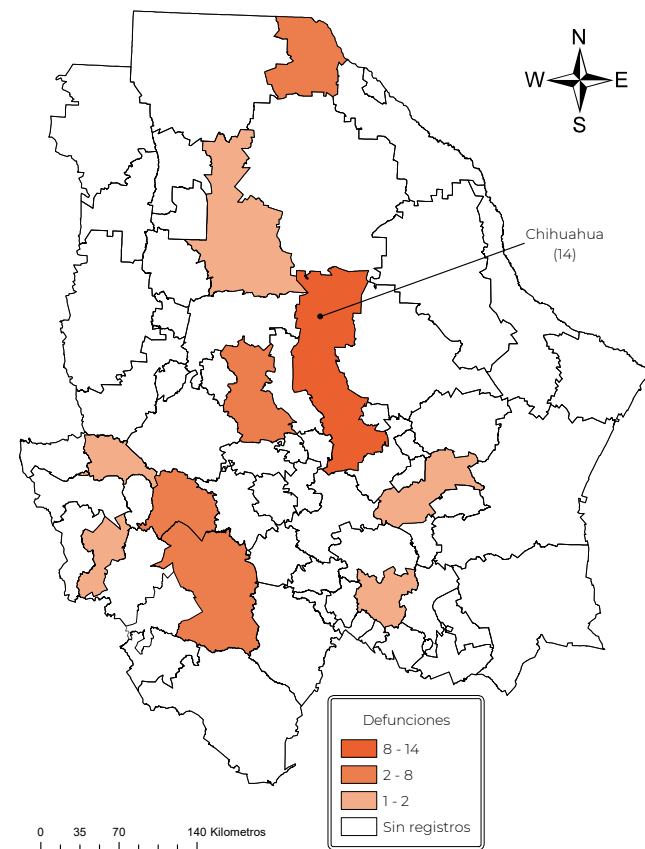 N
W E
S
Chihuahua
(14)
Defunciones
8 - 14
2 - 8
1 - 2
Sin registros
0 35 70 140 Kilometros